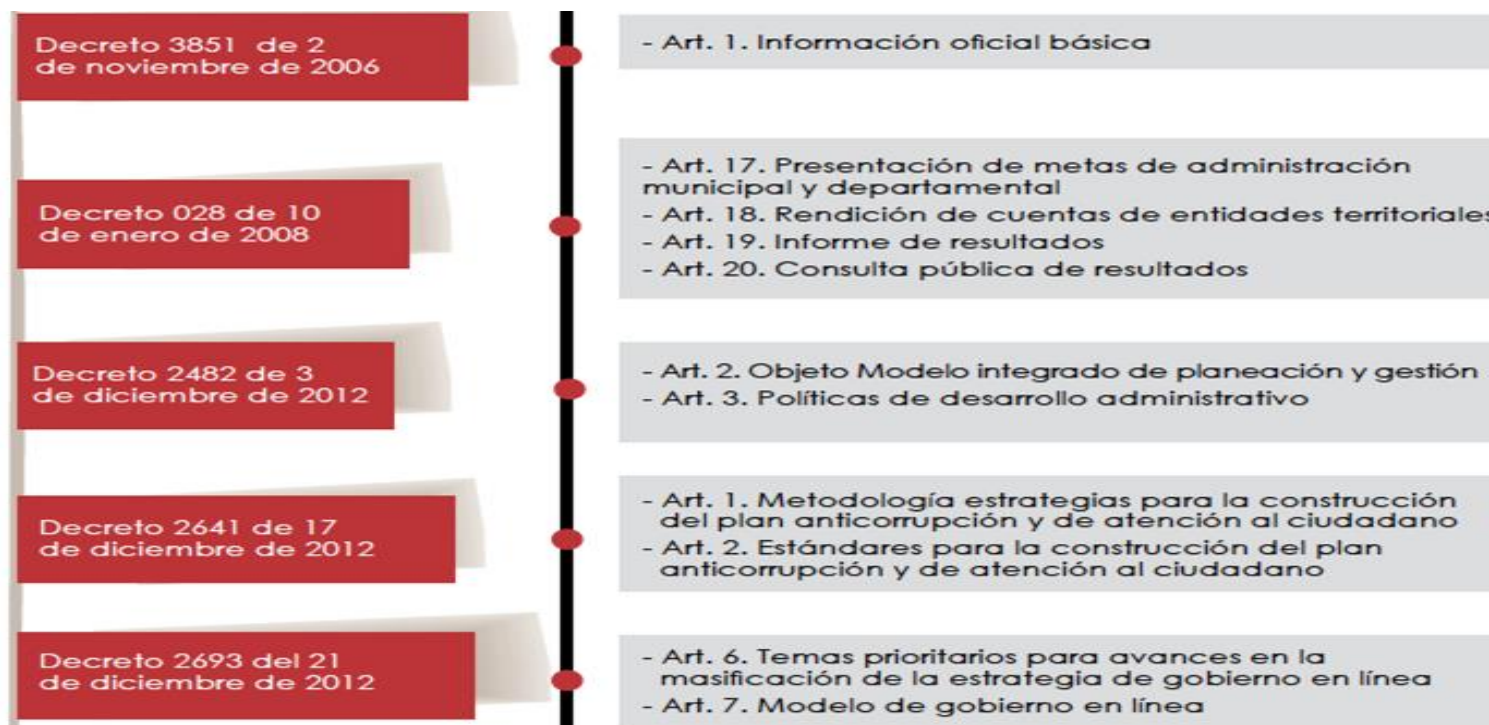 Decreto 3851 de 2
de noviembre de 2006
- Art. 1. Información oficial básica
Decreto 028 de 10
de enero de 2008
- Art. 17. Presentación de metas de administración
municipal y departamental
- Art. 18. Rendición de cuentas de entidades territoriales
- Art. 19. Informe de resultados
- Art. 20. Consulta pública de resultados
Decreto 2482 de 3
de diciembre de 2012
- Art. 2. Objeto Modelo integrado de planeación y gestión
- Art. 3. Políticas de desarrollo administrativo
Decreto 2641 de 17
de diciembre de 2012
- Art. 1. Metodología estrategias para la construcción
del plan anticorrupción y de atención al ciudadano
- Art. 2. Estándares para la construcción del plan
anticorrupción y de atención al ciudadano
Decreto 2693 del 21
de diciembre de 2012
- Art. 6. Temas prioritarios para avances en la
masificación de la estrategia de gobierno en línea
- Art. 7. Modelo de gobierno en línea